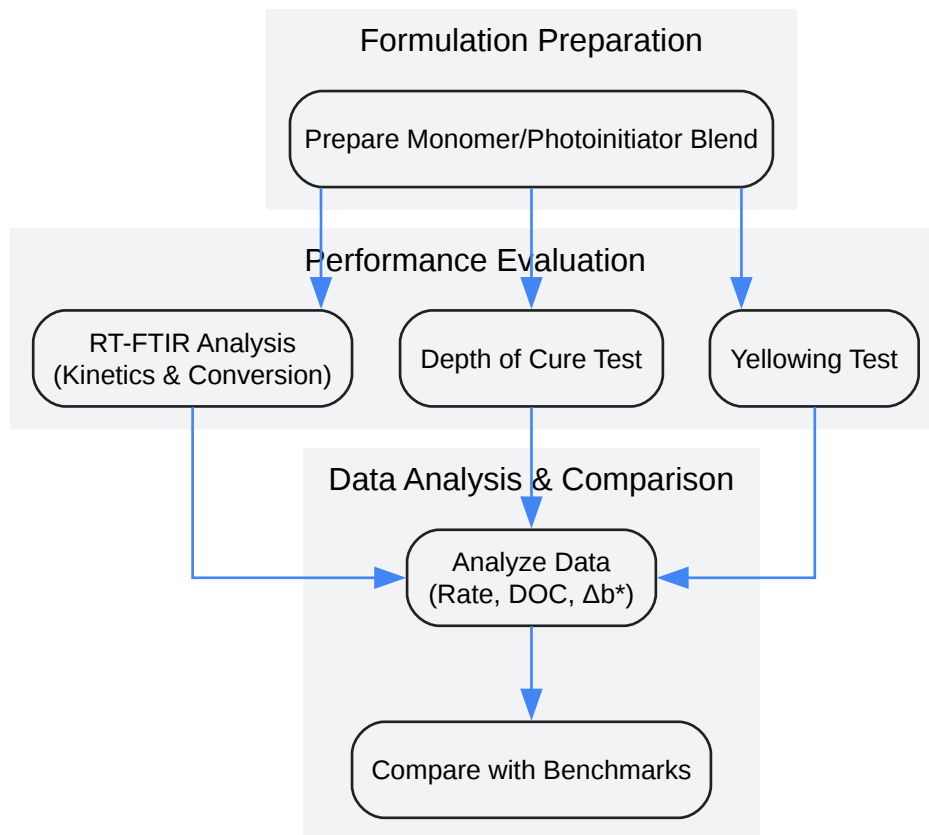 Formulation Preparation
Prepare Monomer/Photoinitiator Blend
Performance Evaluation
RT-FTIR Analysis
(Kinetics & Conversion)
Depth of Cure Test
Yellowing Test
Data Analysis & Comparison
Analyze Data
(Rate, DOC, Δb*)
Compare with Benchmarks